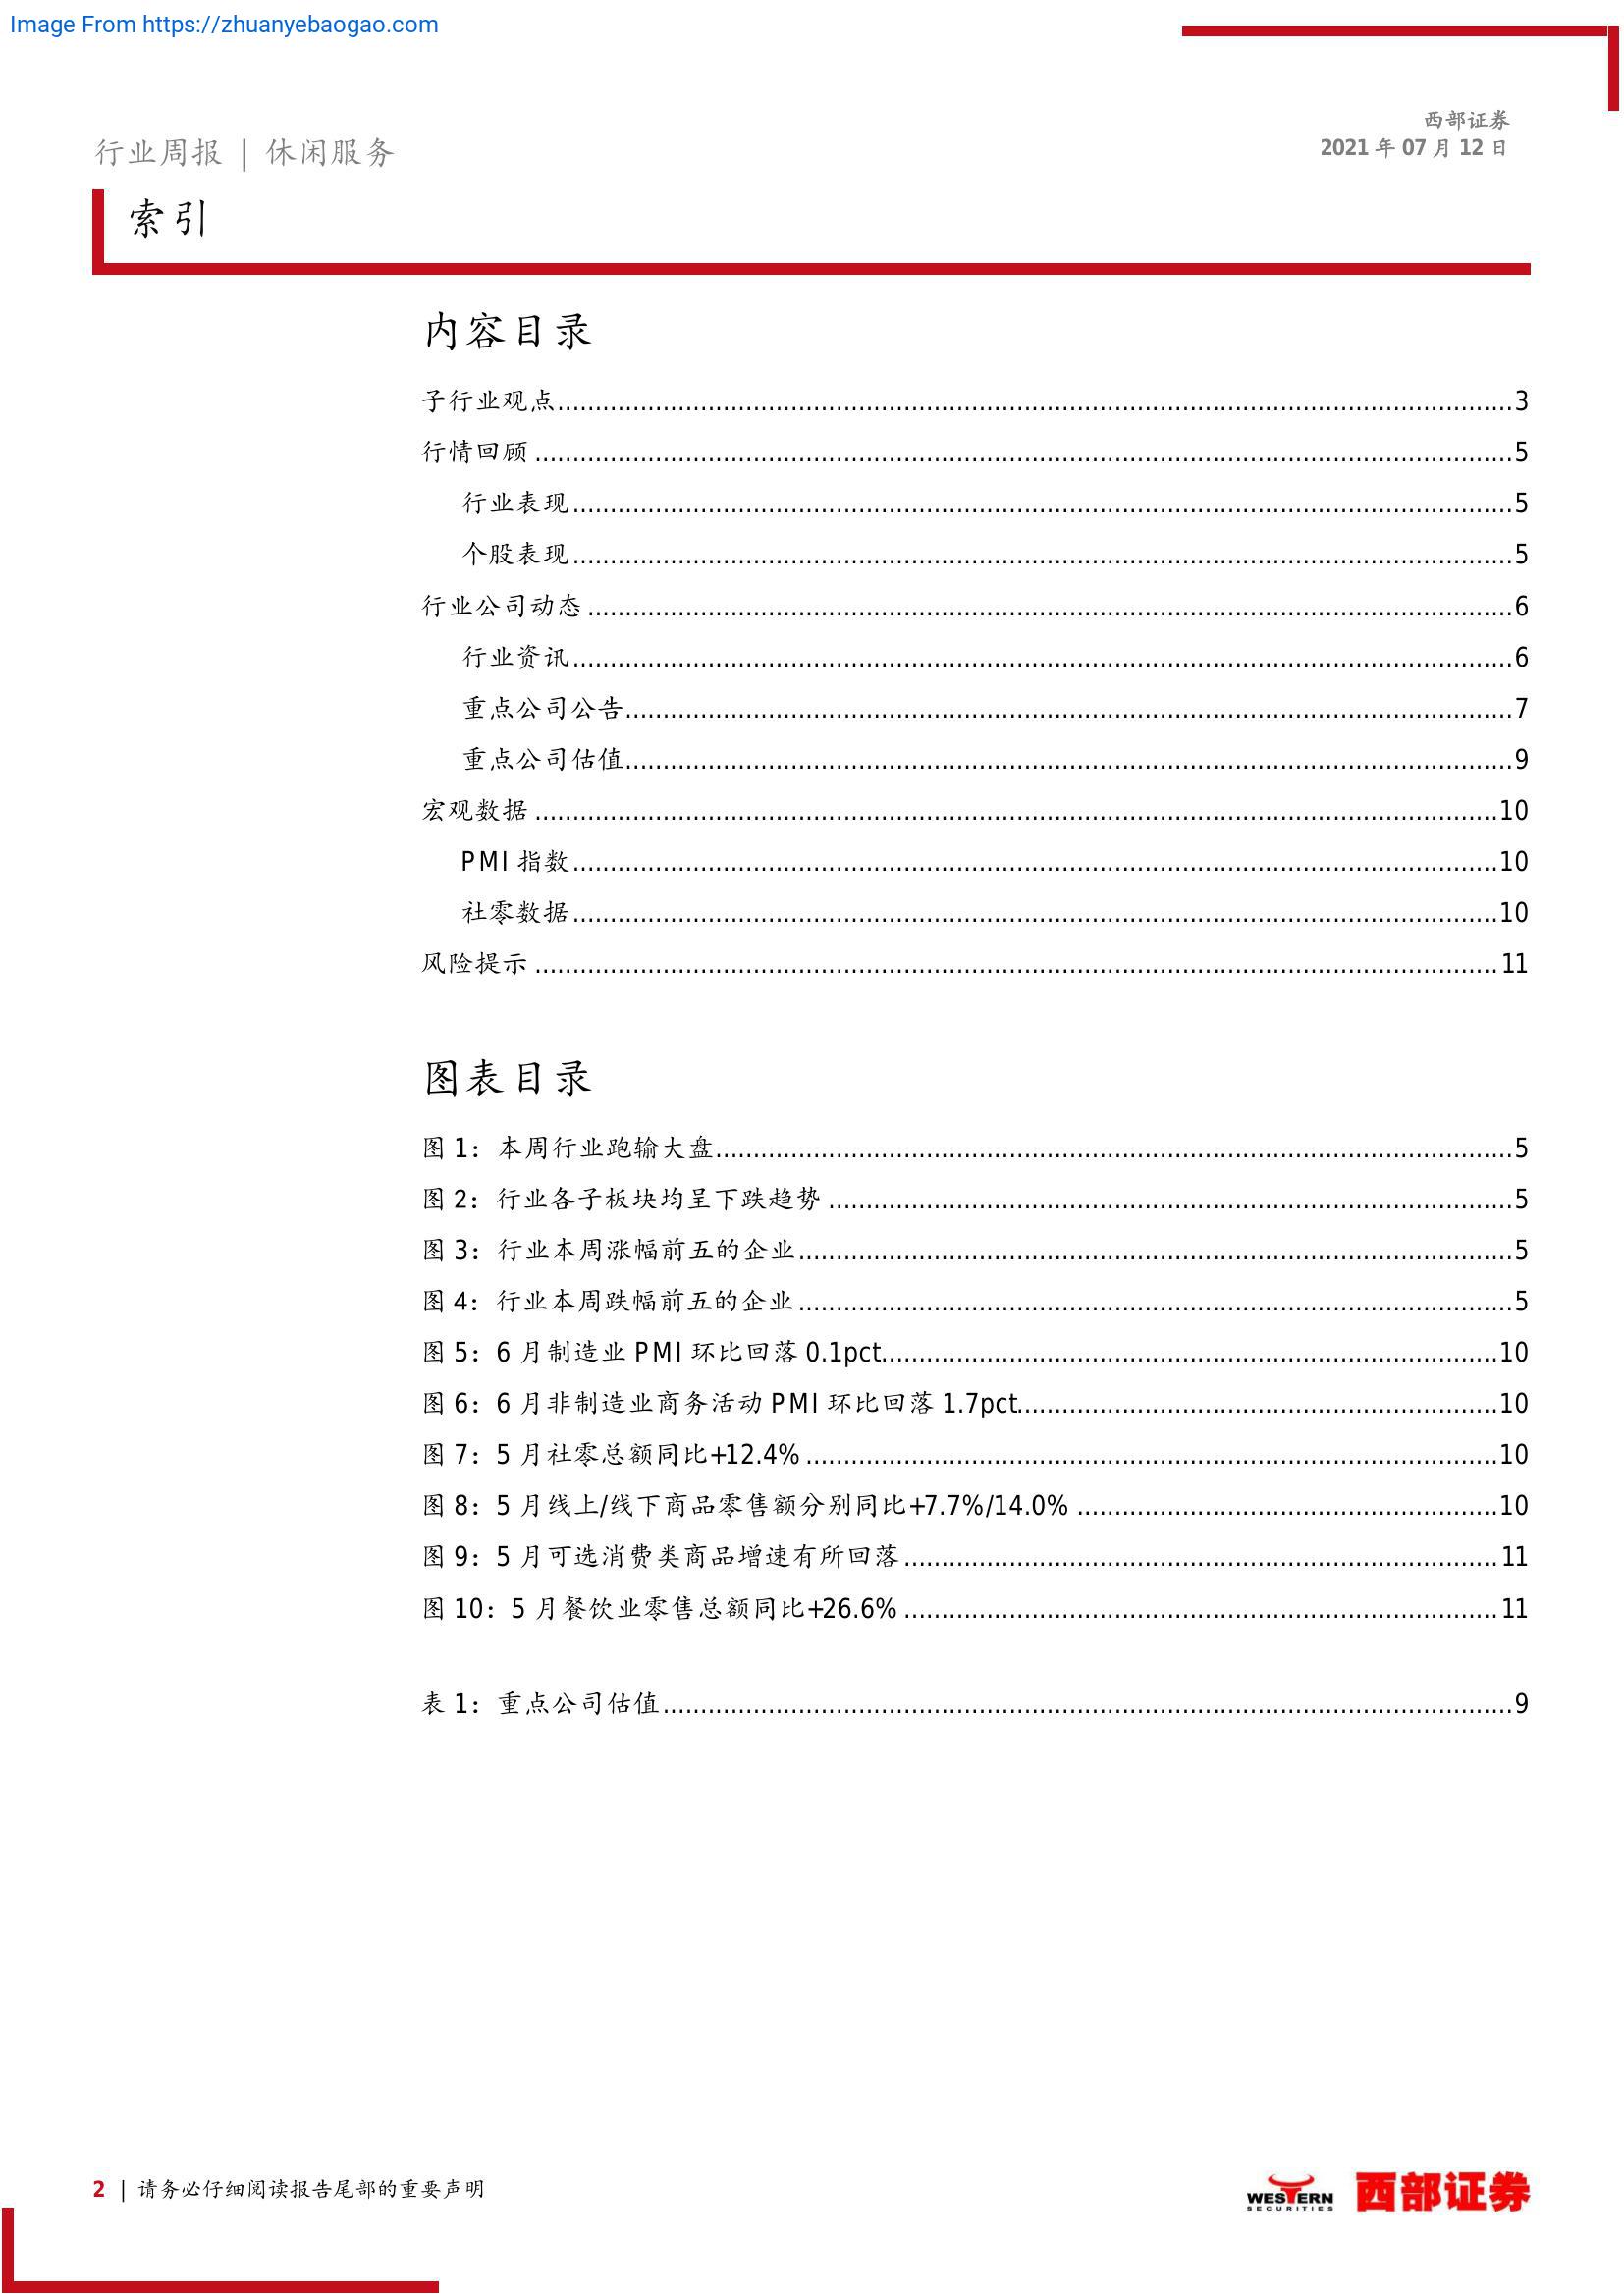 Image From https://zhuanyebaogao.com
西部证券
2021 年 07 月 12 日
行业周报 | 休闲服务
索引
内容目录
子行业观点........................................3
行情回顾 ........................................5
行业表现........................................5
个股表现........................................5
行业公司动态 ........................................6
行业资讯........................................6
重点公司公告........................................7
重点公司估值........................................9
宏观数据 ........................................10
PMI 指数........................................10
社零数据........................................10
风险提示 ........................................11
图表目录
图 1：本周行业跑输大盘........................................5
图 2：行业各子板块均呈下跌趋势 ........................................5
图 3：行业本周涨幅前五的企业........................................5
图 4：行业本周跌幅前五的企业........................................5
图 5：6 月制造业 PMI 环比回落 0.1pct........................................10
图 6：6 月非制造业商务活动 PMI 环比回落 1.7pct........................................10
图 7：5 月社零总额同比+12.4% ........................................10
图 8：5 月线上/线下商品零售额分别同比+7.7%/14.0% ........................................10
图 9：5 月可选消费类商品增速有所回落........................................11
图 10：5 月餐饮业零售总额同比+26.6% ........................................11
表 1：重点公司估值........................................9
2 | 请务必仔细阅读报告尾部的重要声明
WESTERN
SECURITIES
西部证券